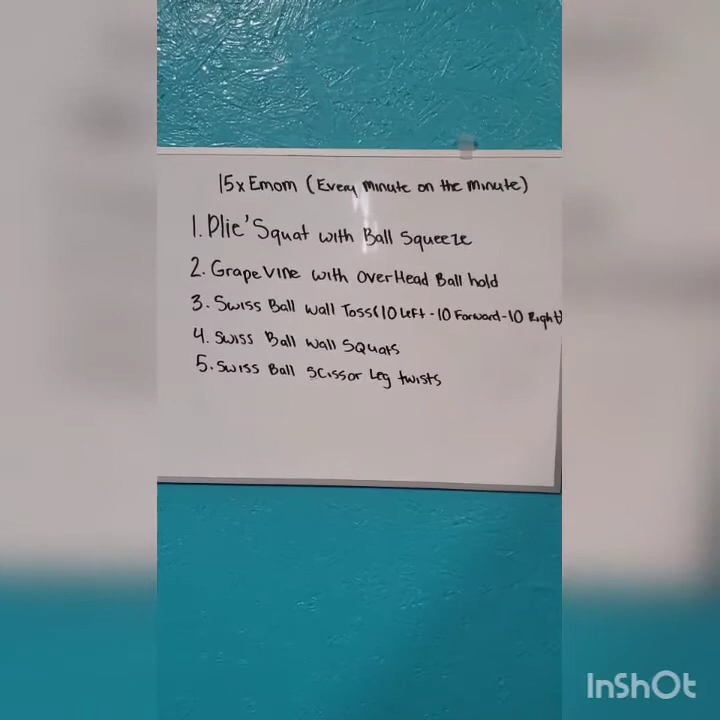 15x Emom (Every minute on the minute)
1. Plie' Squat with Ball Squeeze
2. Grapevine with OverHead Ball hold
3. Swiss Ball wall Toss (10 Left - 10 Forward - 10 Right)
4. Swiss Ball wall Squats
5. Swiss Ball Scissor Leg twists
InShOt